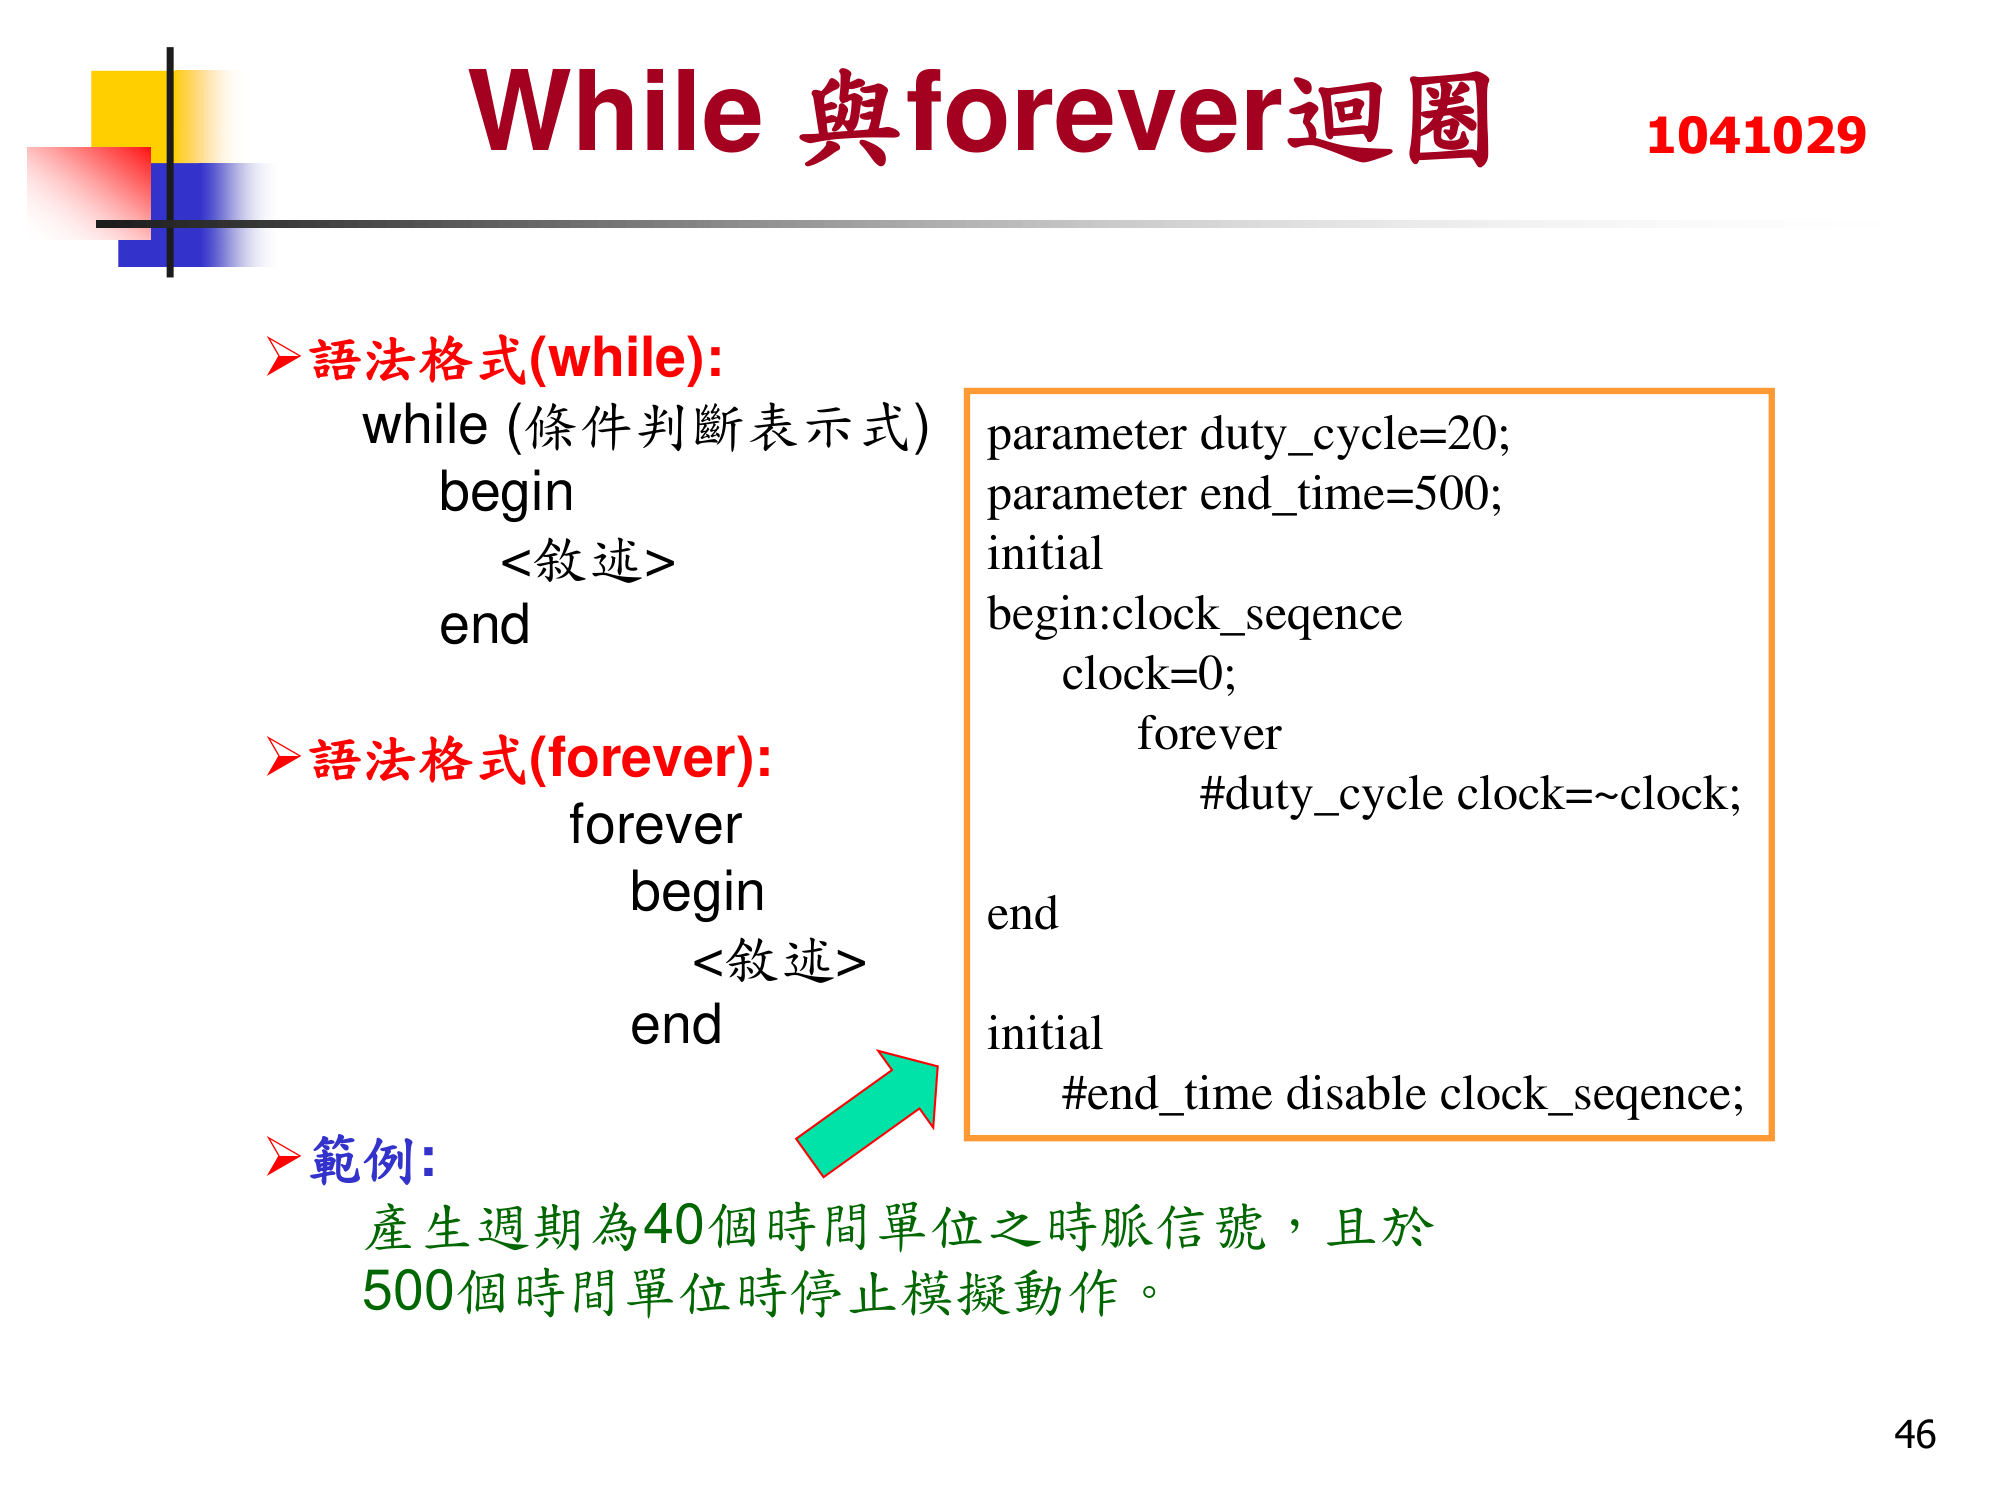 While 與forever迴圈
1041029
語法格式(while):
while (條件判斷表示式)
begin
<敘述>
end
語法格式(forever):
forever
begin
<敘述>
end
範例:
產生週期為40個時間單位之時脈信號，且於
500個時間單位時停止模擬動作。
parameter duty_cycle=20;
parameter end_time=500;
initial
begin:clock_seqence
clock=0;
forever
#duty_cycle clock=~clock;
end
initial
#end_time disable clock_seqence;
46